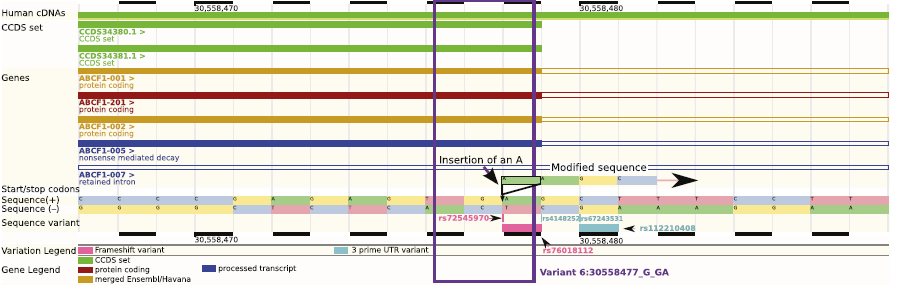 30,558,470 30,558,480
Human cDNAs
CCDS set
CCDS34380.1 >
CCDS set
CCDS34381.1 >
CCDS set
Genes
ABCF1-001 >
protein coding
ABCF1-201 >
protein coding
ABCF1-002 >
protein coding
ABCF1-005 >
nonsense mediated decay
ABCF1-007 >
retained intron
Insertion of an A
Modified sequence
Start/stop codons
Sequence(+)
Sequence (–)
Sequence variant
rs72545970
rs67243531
rs112210408
30,558,470 30,558,480
Variation Legend
Frameshift variant
3 prime UTR variant
rs76018112
CCDS set
Gene Legend
protein coding
processed transcript
merged Ensembl/Havana
Variant 6:30558477_G_GA